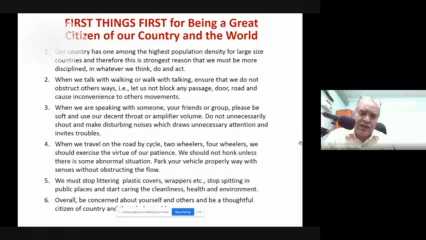 FIRST THINGS FIRST for Being a Great
Citizen of our Country and the World
1. Our country has one among the highest population density for large size
countries and therefore this is strongest reason that we must be more
disciplined, in whatever we think, do and act.
2. When we talk with walking or walk with talking, ensure that we do not
obstruct others ways, i.e., let us not block any passage, door, road and
cause inconvenience to others movements.
3. When we are speaking with someone, your friends or group, please be
soft and use our decent throt or amplifier volume. Do not unnecessarily
shout and make disturbing noises which draws unnecessary attention and
invites troubles.
4. When we travel on the road by cycle, two wheelers, four wheelers, we
should exercise the virtue of our patience. We should not honk unless
there is some abnormal situation. Park your vehicle properly way with
senses without obstructing the flow.
5. We must stop littering plastic covers, wrappers etc., stop spitting in
public places and start caring the cleanliness, health and environment.
6. Overall, be concerned about yourself and others and be a thoughtful
citizen of country and